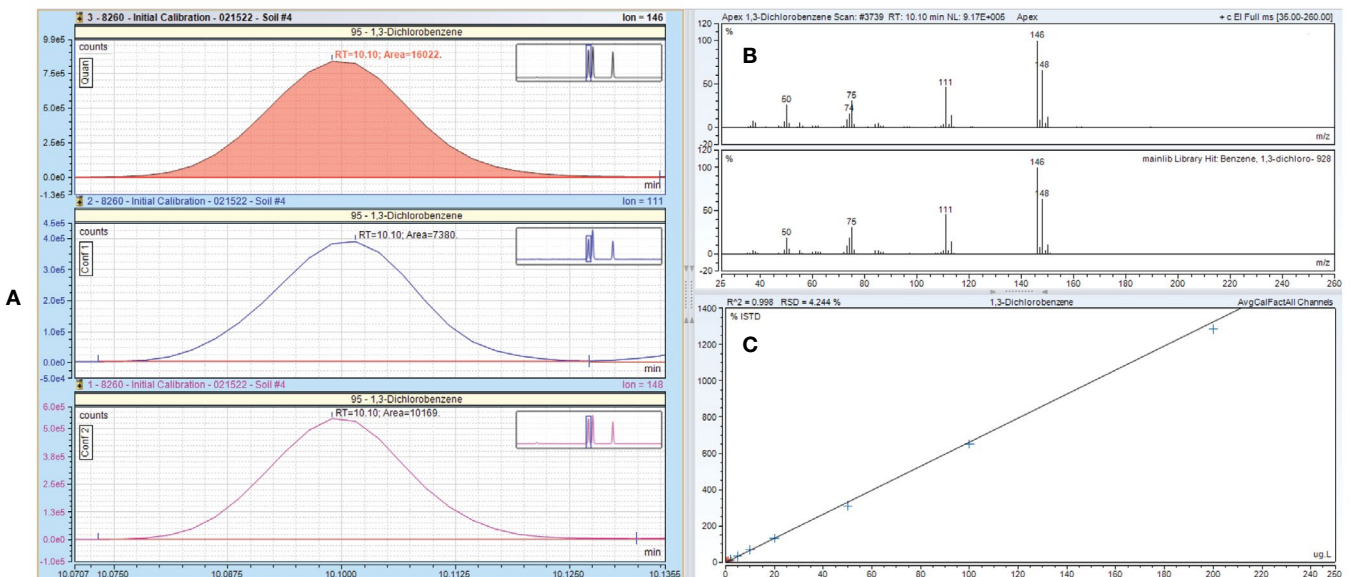 A
3 - 8260 - Initial Calibration - 021522 - Soil #4 Ion = 146
95 - 1,3-Dichlorobenzene
counts
Quan
RT=10.10; Area=16022.
9.9e5
7.5e5
5.0e5
2.5e5
0.0e0
-1.3e5
min
2 - 8260 - Initial Calibration - 021522 - Soil #4 Ion = 111
95 - 1,3-Dichlorobenzene
counts
Conf 1
RT=10.10; Area=7380.
4.5e5
4.0e5
3.0e5
2.0e5
1.0e5
0.0e0
-5.0e4
min
1 - 8260 - Initial Calibration - 021522 - Soil #4 Ion = 148
95 - 1,3-Dichlorobenzene
counts
Conf 2
RT=10.10; Area=10169.
6.0e5
5.0e5
3.8e5
2.5e5
1.3e5
0.0e0
-1.0e5
min
10.0707 10.0750 10.0875 10.1000 10.1125 10.1250 10.1355
Apex 1,3-Dichlorobenzene Scan: #3739 RT: 10.10 min NL: 9.17E+005 Apex + c EI Full ms [35.00-260.00]
B
120
%
100
50
0
-20
50 74 75 111 146 148
m/z
120
%
mainlib Library Hit: Benzene, 1,3-dichloro- 928
100
50
0
-20
50 75 111 146 148
m/z
25 40 60 80 100 120 140 160 180 200 220 240 260
R^2 = 0.998 RSD = 4.244 % 1,3-Dichlorobenzene AvgCalFactAll Channels
% ISTD
C
1400
1200
1000
800
600
400
200
0
ug.L
0 20 40 60 80 100 120 140 160 180 200 220 240 250